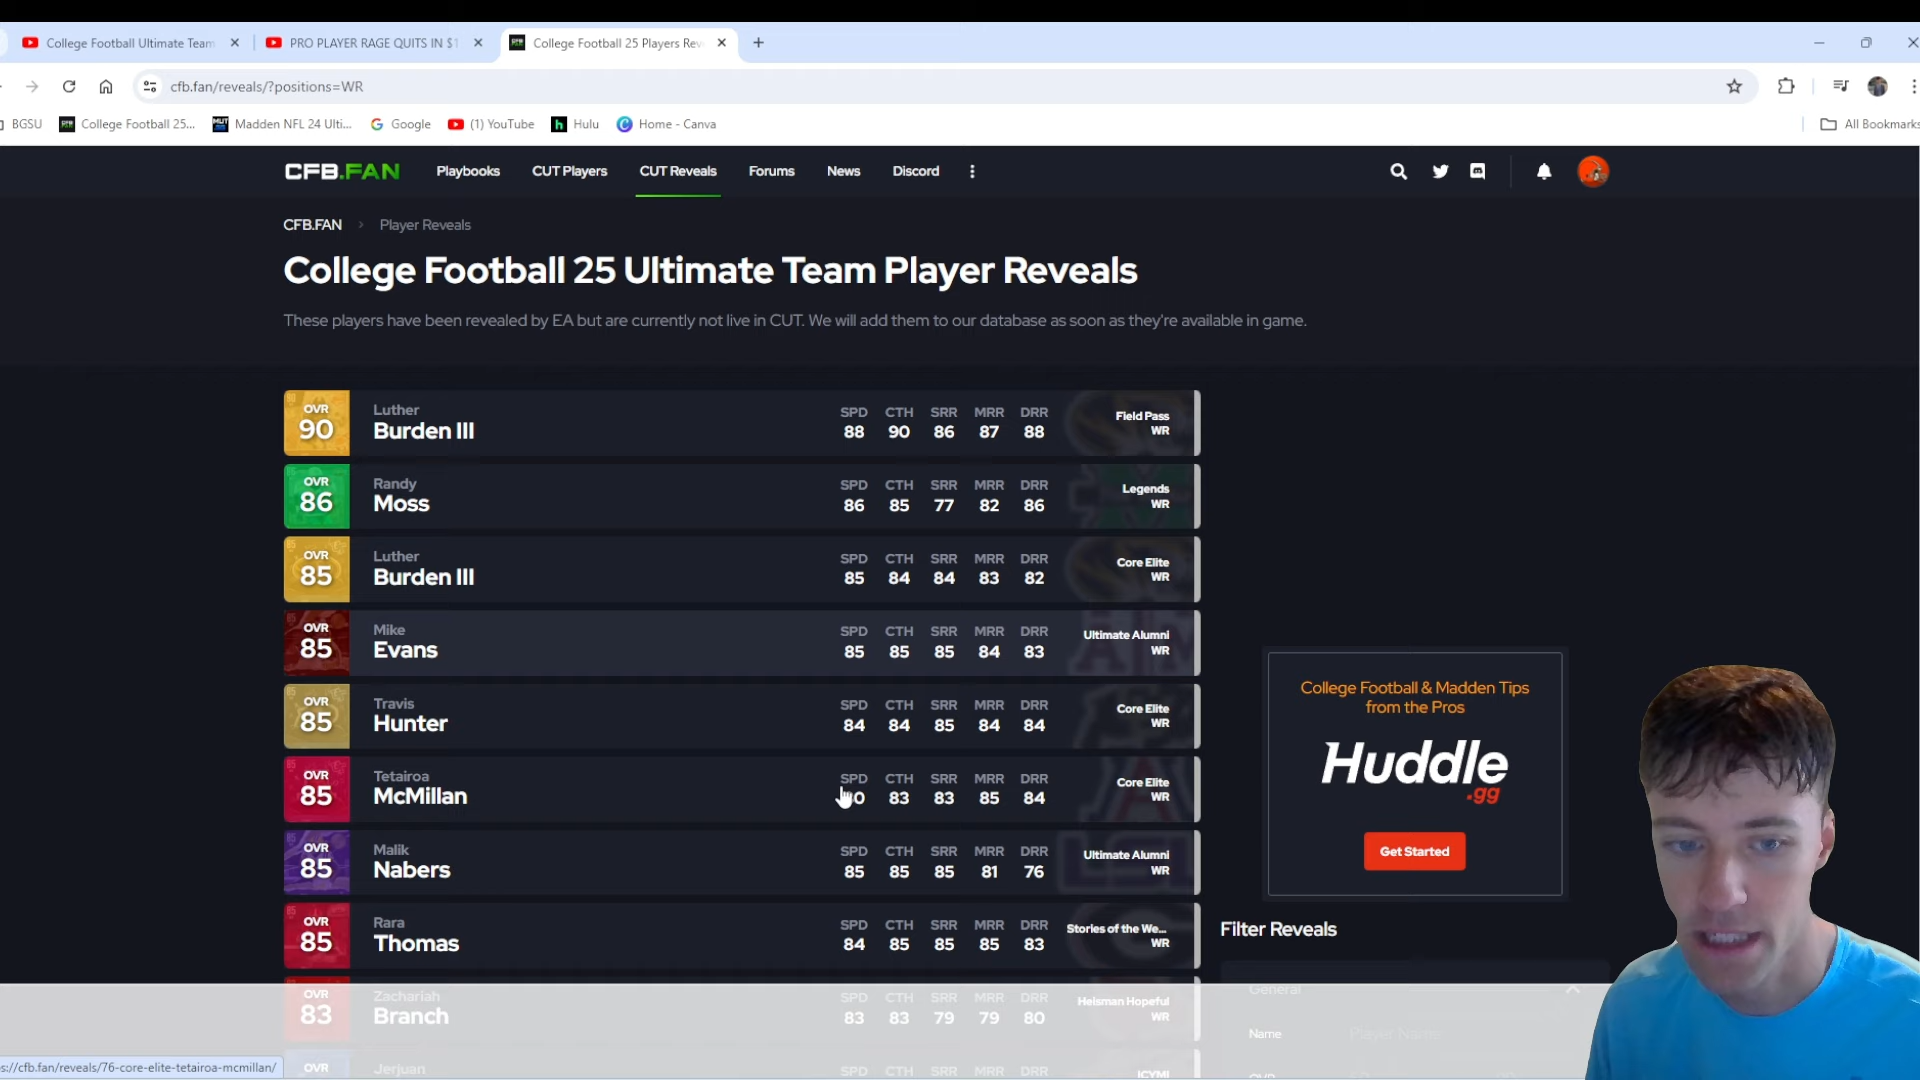 College Football Ultimate Team
PRO PLAYER RAGE QUITS IN $1
College Football 25 Players Rev
cfb.fan/reveals/?positions=WR
BGSU
College Football 25...
Madden NFL 24 Ulti...
Google
(1) YouTube
Hulu
Home - Canva
All Bookmarks
CFB.FAN
Playbooks
CUT Players
CUT Reveals
Forums
News
Discord
CFB.FAN > Player Reveals
College Football 25 Ultimate Team Player Reveals
These players have been revealed by EA but are currently not live in CUT. We will add them to our database as soon as they're available in game.
OVR 90
Luther
Burden III
SPD CTH SRR MRR DRR
88 90 86 87 88
Field Pass
WR
OVR 86
Randy
Moss
SPD CTH SRR MRR DRR
86 85 77 82 86
Legends
WR
OVR 85
Luther
Burden III
SPD CTH SRR MRR DRR
85 84 84 83 82
Core Elite
WR
OVR 85
Mike
Evans
SPD CTH SRR MRR DRR
85 85 85 84 83
Ultimate Alumni
WR
OVR 85
Travis
Hunter
SPD CTH SRR MRR DRR
84 84 85 84 84
Core Elite
WR
OVR 85
Tetairoa
McMillan
SPD CTH SRR MRR DRR
83 83 85 84
Core Elite
WR
OVR 85
Malik
Nabers
SPD CTH SRR MRR DRR
85 85 85 81 76
Ultimate Alumni
WR
OVR 85
Rara
Thomas
SPD CTH SRR MRR DRR
84 85 85 85 83
Stories of the We...
WR
OVR 83
Zachariah
Branch
SPD CTH SRR MRR DRR
83 83 79 79 80
Heisman Hopeful
WR
OVR
Jerjuan
SPD CTH SRR MRR DRR
ICYMI
College Football & Madden Tips
from the Pros
Huddle
.gg
Get Started
Filter Reveals
General
Name
Player Name
OVR
s://cfb.fan/reveals/76-core-elite-tetairoa-mcmillan/